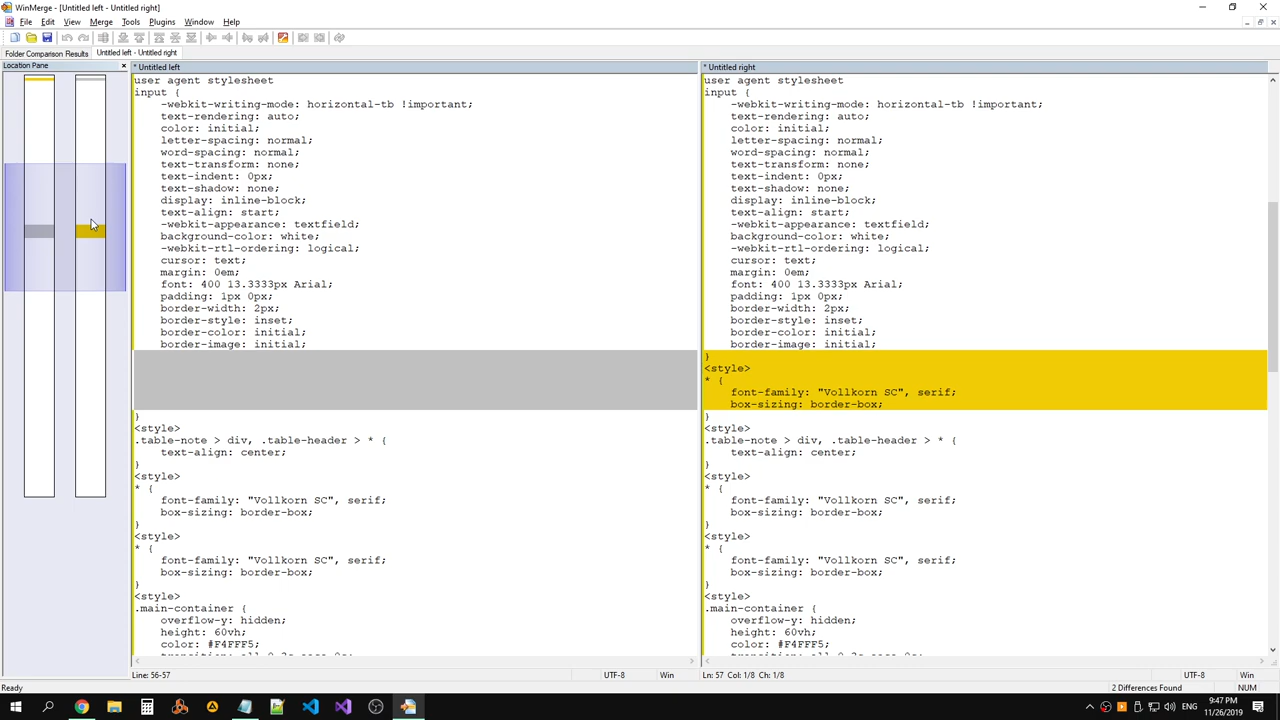 WinMerge - [Untitled left - Untitled right]
File Edit View Merge Tools Plugins Window Help
Folder Comparison Results Untitled left - Untitled right
Location Pane
* Untitled left
user agent stylesheet
input {
-webkit-writing-mode: horizontal-tb !important;
text-rendering: auto;
color: initial;
letter-spacing: normal;
word-spacing: normal;
text-transform: none;
text-indent: 0px;
text-shadow: none;
display: inline-block;
text-align: start;
-webkit-appearance: textfield;
background-color: white;
-webkit-rtl-ordering: logical;
cursor: text;
margin: 0em;
font: 400 13.3333px Arial;
padding: 1px 0px;
border-width: 2px;
border-style: inset;
border-color: initial;
border-image: initial;
}
<style>
.table-note > div, .table-header > * {
text-align: center;
}
<style>
* {
font-family: "Vollkorn SC", serif;
box-sizing: border-box;
}
<style>
* {
font-family: "Vollkorn SC", serif;
box-sizing: border-box;
}
<style>
.main-container {
overflow-y: hidden;
height: 60vh;
color: #F4FFF5;
Line: 56-57
UTF-8
Win
* Untitled right
user agent stylesheet
input {
-webkit-writing-mode: horizontal-tb !important;
text-rendering: auto;
color: initial;
letter-spacing: normal;
word-spacing: normal;
text-transform: none;
text-indent: 0px;
text-shadow: none;
display: inline-block;
text-align: start;
-webkit-appearance: textfield;
background-color: white;
-webkit-rtl-ordering: logical;
cursor: text;
margin: 0em;
font: 400 13.3333px Arial;
padding: 1px 0px;
border-width: 2px;
border-style: inset;
border-color: initial;
border-image: initial;
}
<style>
* {
font-family: "Vollkorn SC", serif;
box-sizing: border-box;
}
<style>
.table-note > div, .table-header > * {
text-align: center;
}
<style>
* {
font-family: "Vollkorn SC", serif;
box-sizing: border-box;
}
<style>
* {
font-family: "Vollkorn SC", serif;
box-sizing: border-box;
}
<style>
.main-container {
overflow-y: hidden;
height: 60vh;
color: #F4FFF5;
Ln: 57 Col: 1/8 Ch: 1/8
UTF-8
Win
Ready
2 Differences Found
NUM
ENG
9:47 PM
11/26/2019